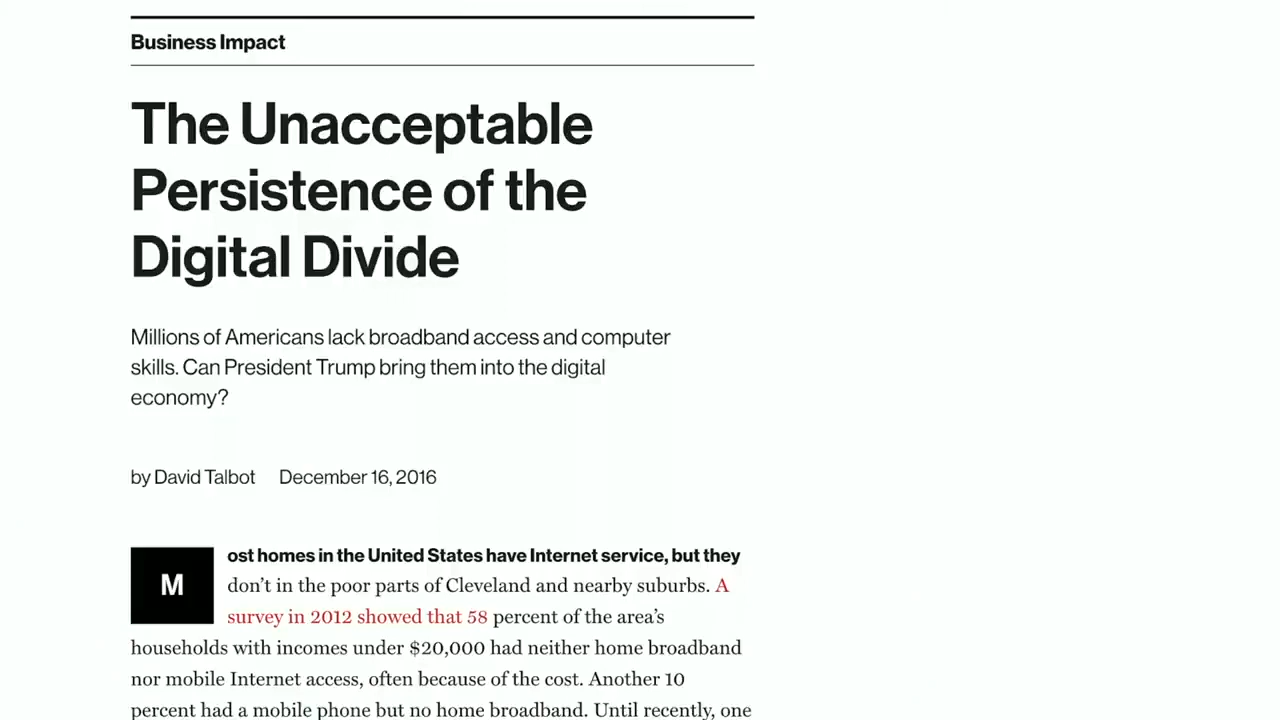 Business Impact
The Unacceptable
Persistence of the
Digital Divide
Millions of Americans lack broadband access and computer
skills. Can President Trump bring them into the digital
economy?
by David Talbot December 16, 2016
Most homes in the United States have Internet service, but they
don’t in the poor parts of Cleveland and nearby suburbs. A
survey in 2012 showed that 58 percent of the area’s
households with incomes under $20,000 had neither home broadband
nor mobile Internet access, often because of the cost. Another 10
percent had a mobile phone but no home broadband. Until recently, one